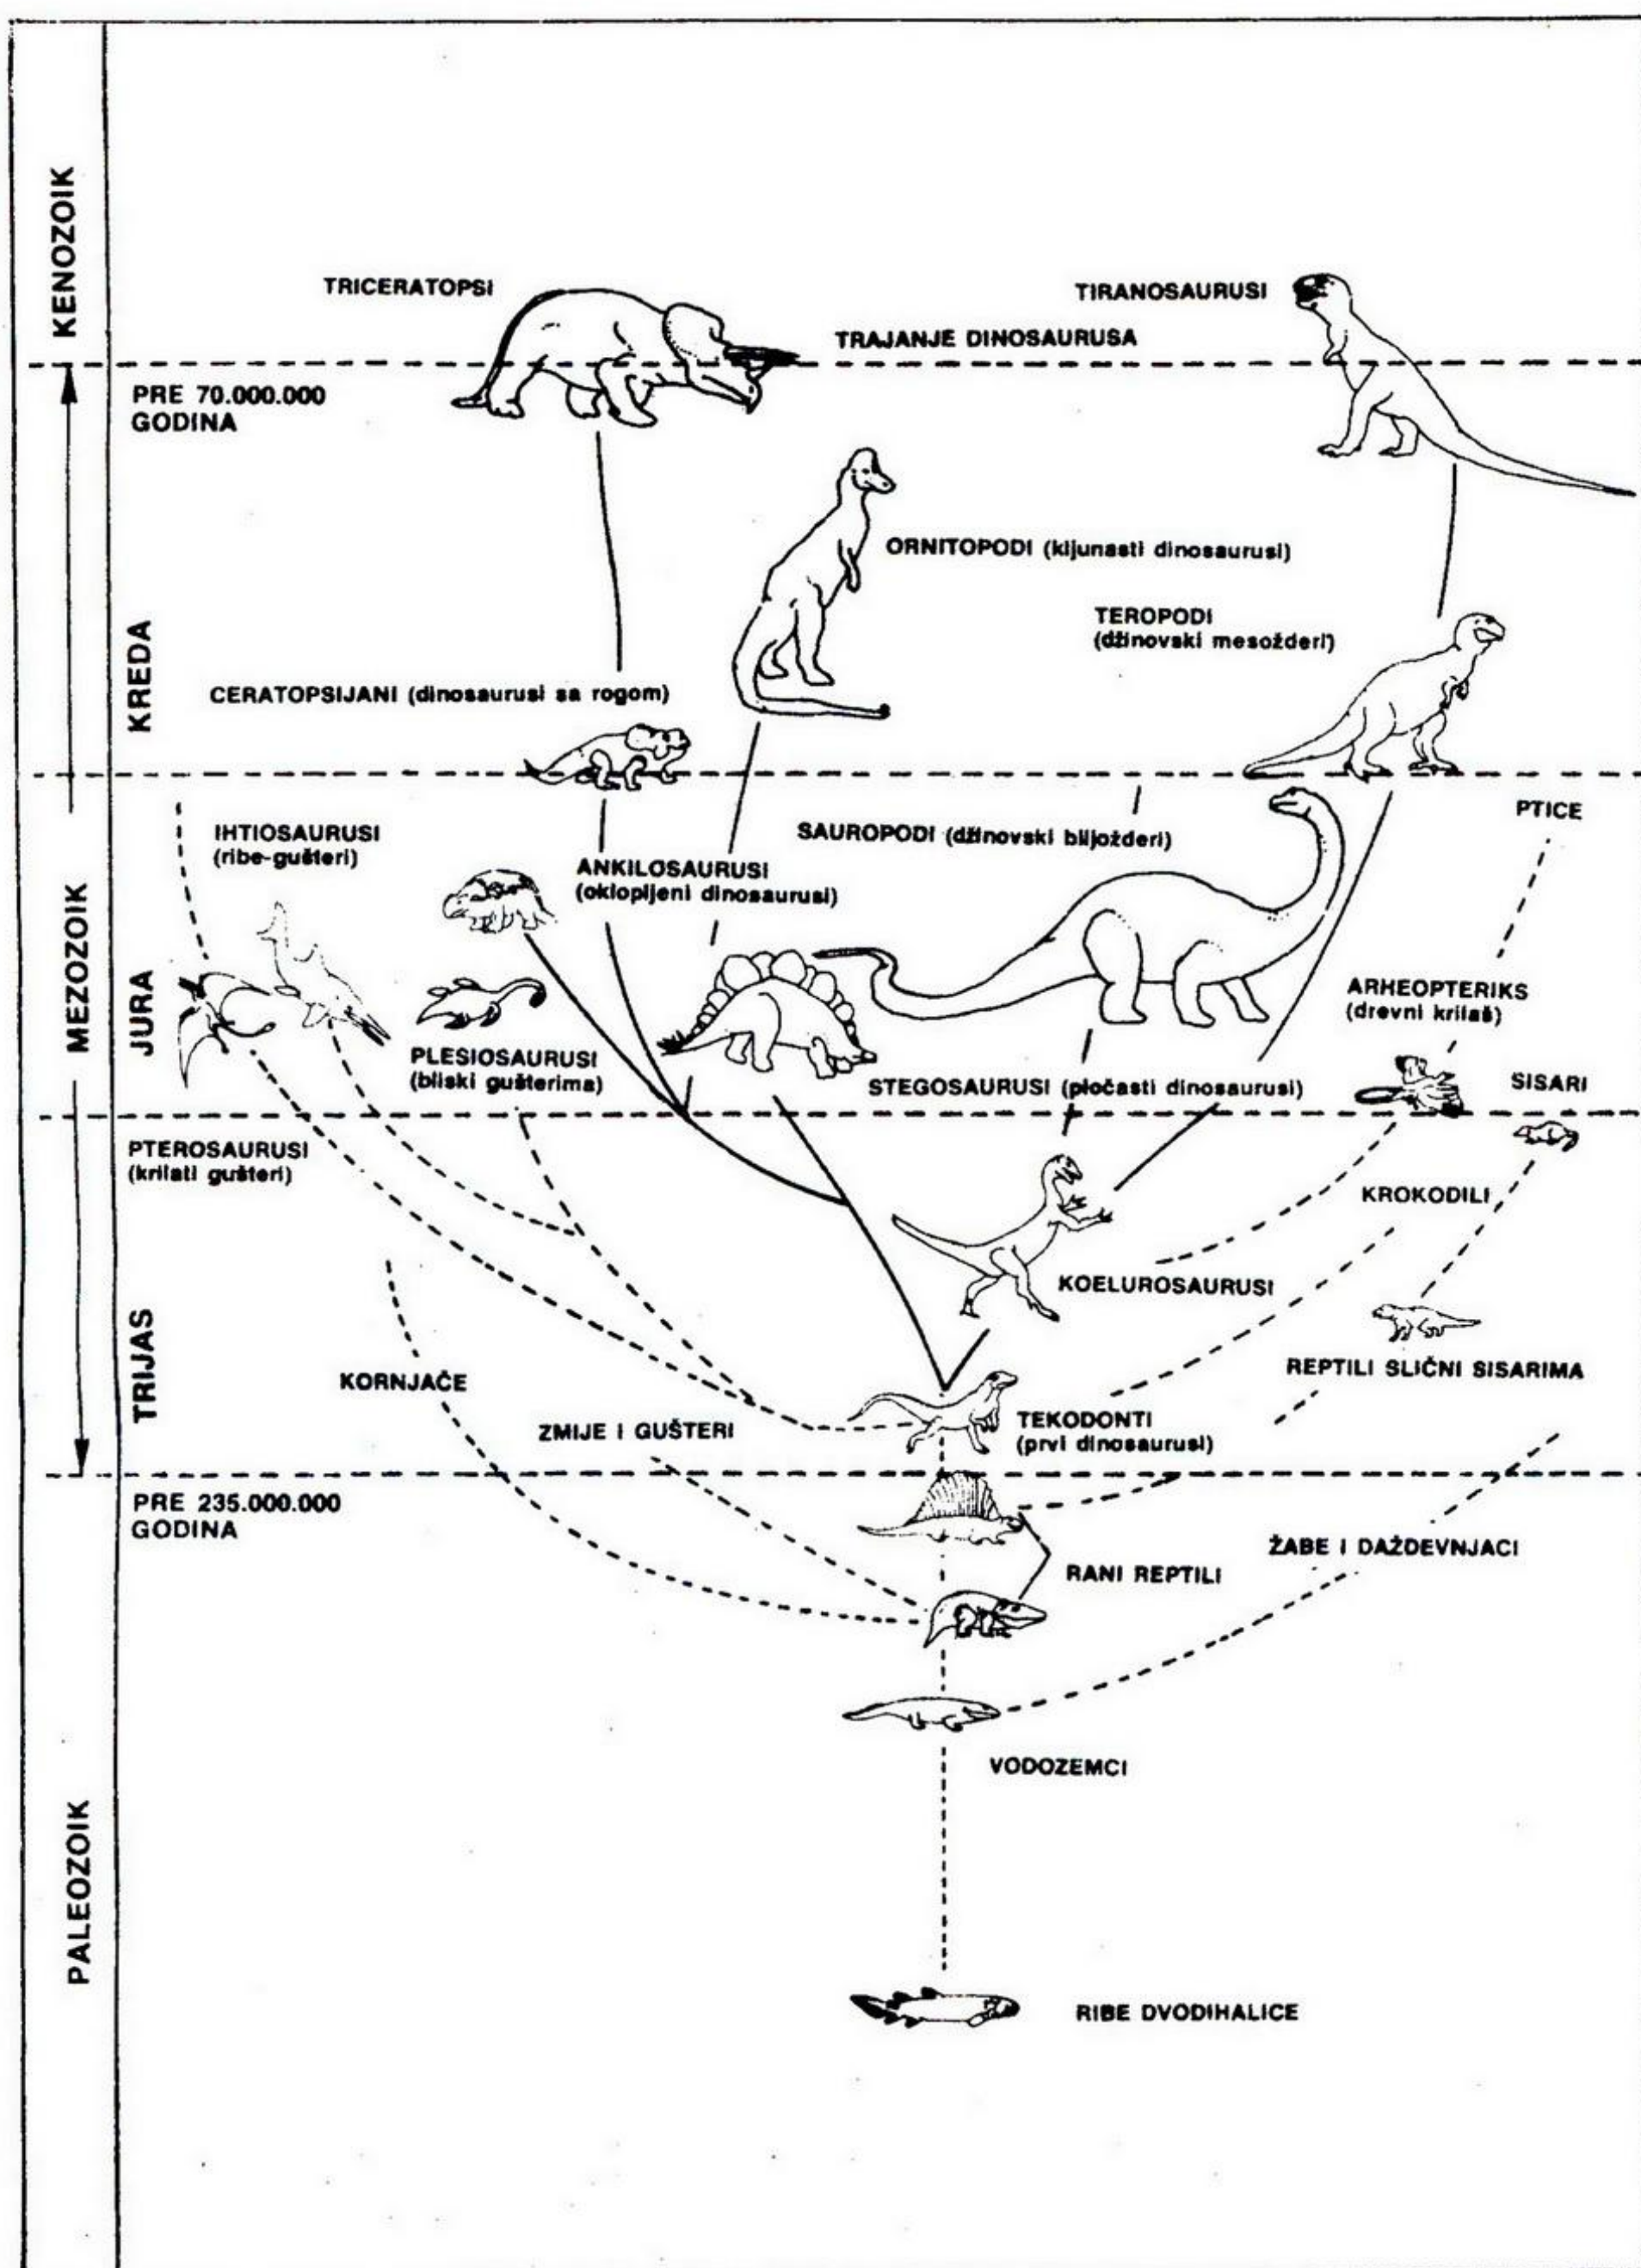 KENOZOIK
TRICERATOPSI
TIRANOSAURUSI
TRAJANJE DINOSAURUSA
PRE 70.000.000
GODINA
ORNITOPODI (kljunasti dinosaurusi)
TEROPODI
(džinovski mesožderi)
KREDA
CERATOPSIJANI (dinosaurusi sa rogom)
MEZOZOIK
PTICE
IHTIOSAURUSI
(ribe-gušteri)
SAUROPODI (džinovski biljožderi)
ANKILOSAURUSI
(oklopljeni dinosaurusi)
JURA
ARHEOPTERIKS
(drevni krilaš)
PLESIOSAURUSI
(bliski gušterima)
STEGOSAURUSI (pločasti dinosaurusi)
SISARI
PTEROSAURUSI
(krilati gušteri)
KROKODILI
KOELUROSAURUSI
TRIJAS
KORNJAČE
REPTILI SLIČNI SISARIMA
ZMIJE I GUŠTERI
TEKODONTI
(prvi dinosaurusi)
PRE 235.000.000
GODINA
ŽABE I DAŽDEVNJACI
RANI REPTILI
VODOZEMCI
PALEOZOIK
RIBE DVODIHALICE